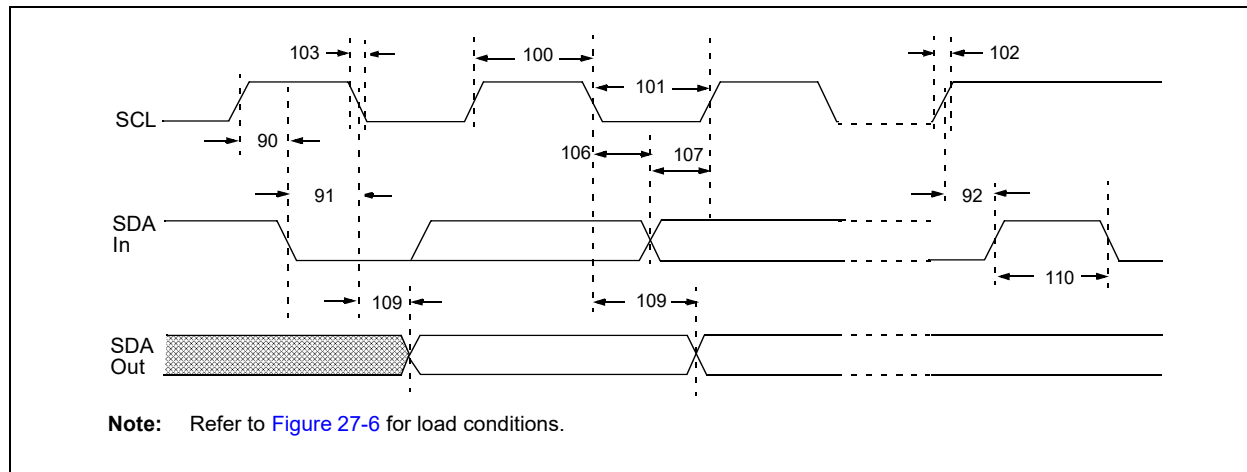 103
100
102
101
SCL
90
106
107
91
92
SDA
In
110
109
109
SDA
Out
Note: Refer to Figure 27-6 for load conditions.